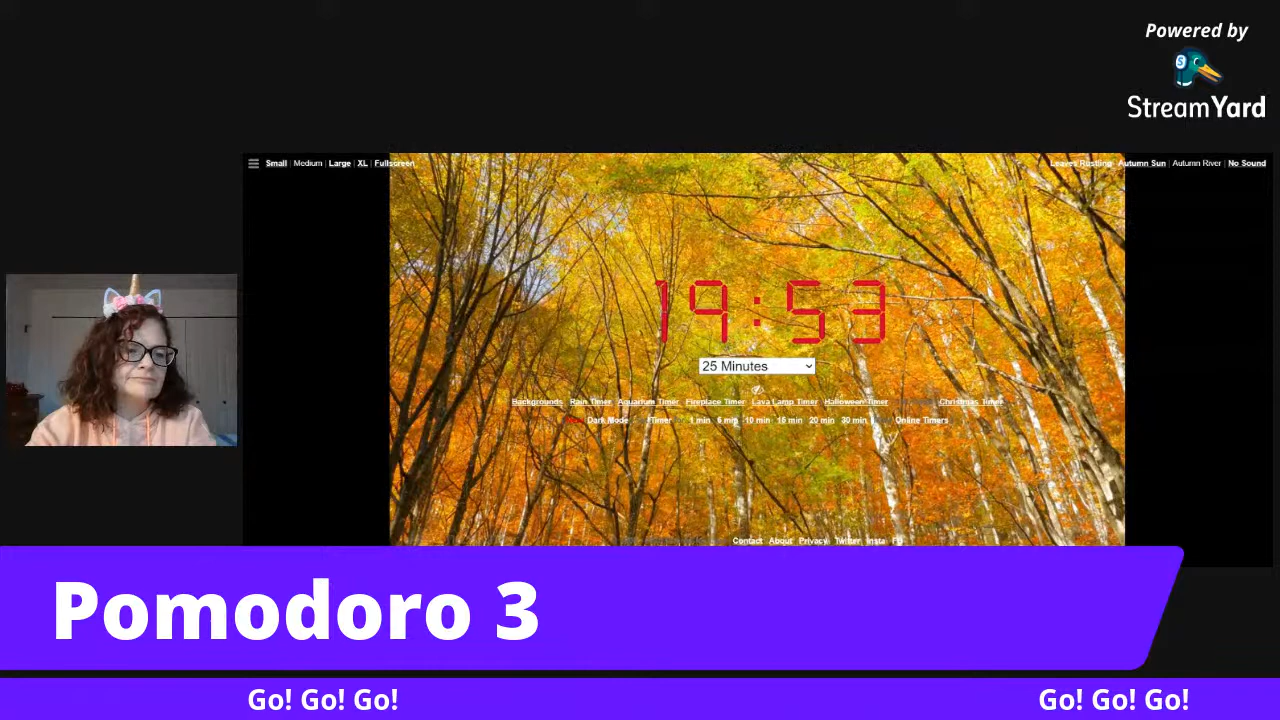 Powered by
StreamYard
Small | Medium | Large | XL | Fullscreen
Leaves Rustling Autumn Sun | Autumn River | No Sound
19:53
25 Minutes
Backgrounds Rain Timer Aquarium Timer Fireplace Timer Lava Lamp Timer Halloween Timer Christmas Timer
Dark Mode Timer 1 min 5 min 10 min 15 min 20 min 30 min Online Timers
Contact About Privacy Twitter Insta FB
Pomodoro 3
Go! Go! Go! Go! Go! Go!